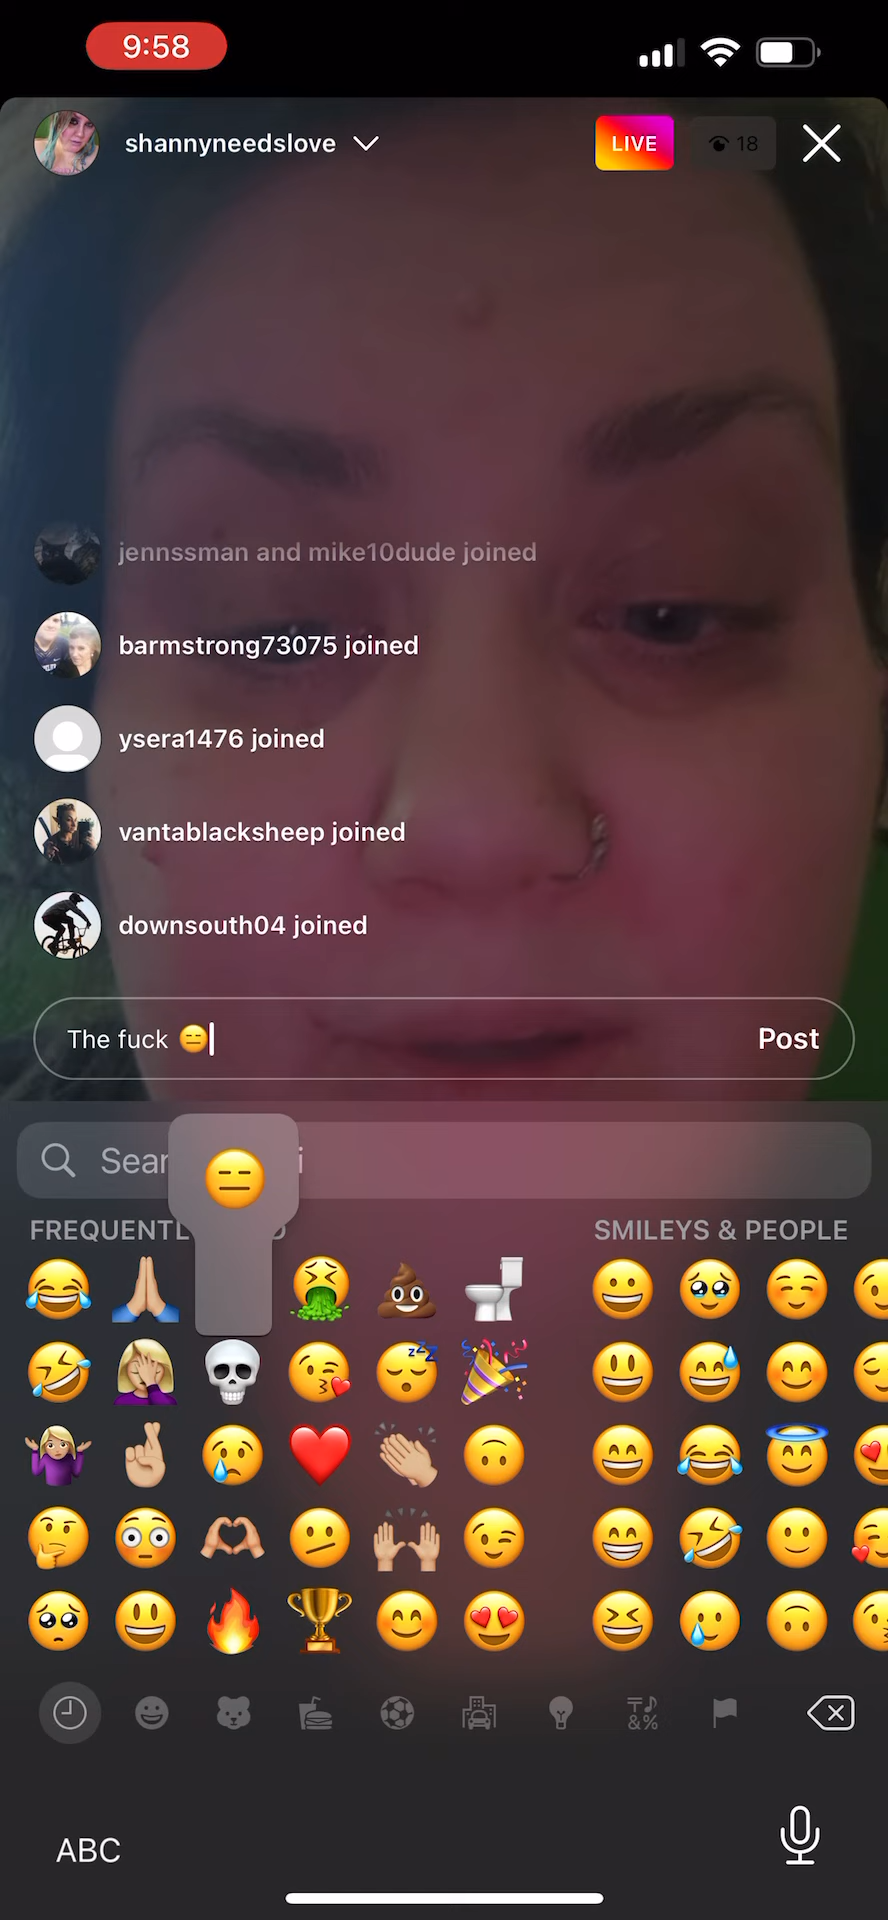 9:58
shannyneedslove
LIVE
18
jennssman and mike10dude joined
barmstrong73075 joined
ysera1476 joined
vantablacksheep joined
downsouth04 joined
The fuck 😑
Post
SMILEYS & PEOPLE
ABC